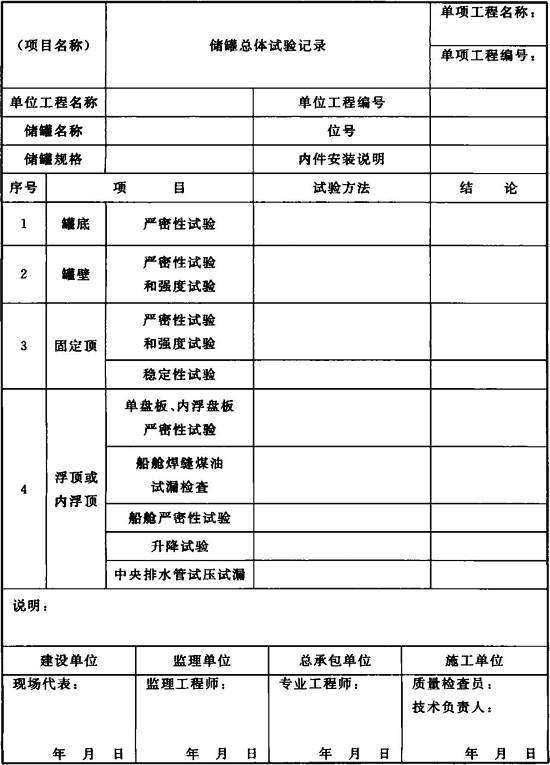 （项目名称）
储罐总体试验记录
单项工程名称：
单项工程编号：
单位工程名称
单位工程编号
储罐名称
位号
储罐规格
内件安装说明
序号
项 目
试验方法
结 论
1
罐底
严密性试验
2
罐壁
严密性试验
和强度试验
3
固定顶
严密性试验
和强度试验
稳定性试验
4
浮顶或
内浮顶
单盘板、内浮盘板
严密性试验
船舱焊缝煤油
试漏检查
船舱严密性试验
升降试验
中央排水管试压试漏
说明：
建设单位
监理单位
总承包单位
施工单位
现场代表：
监理工程师：
专业工程师：
质量检查员：
技术负责人：
年 月 日
年 月 日
年 月 日
年 月 日